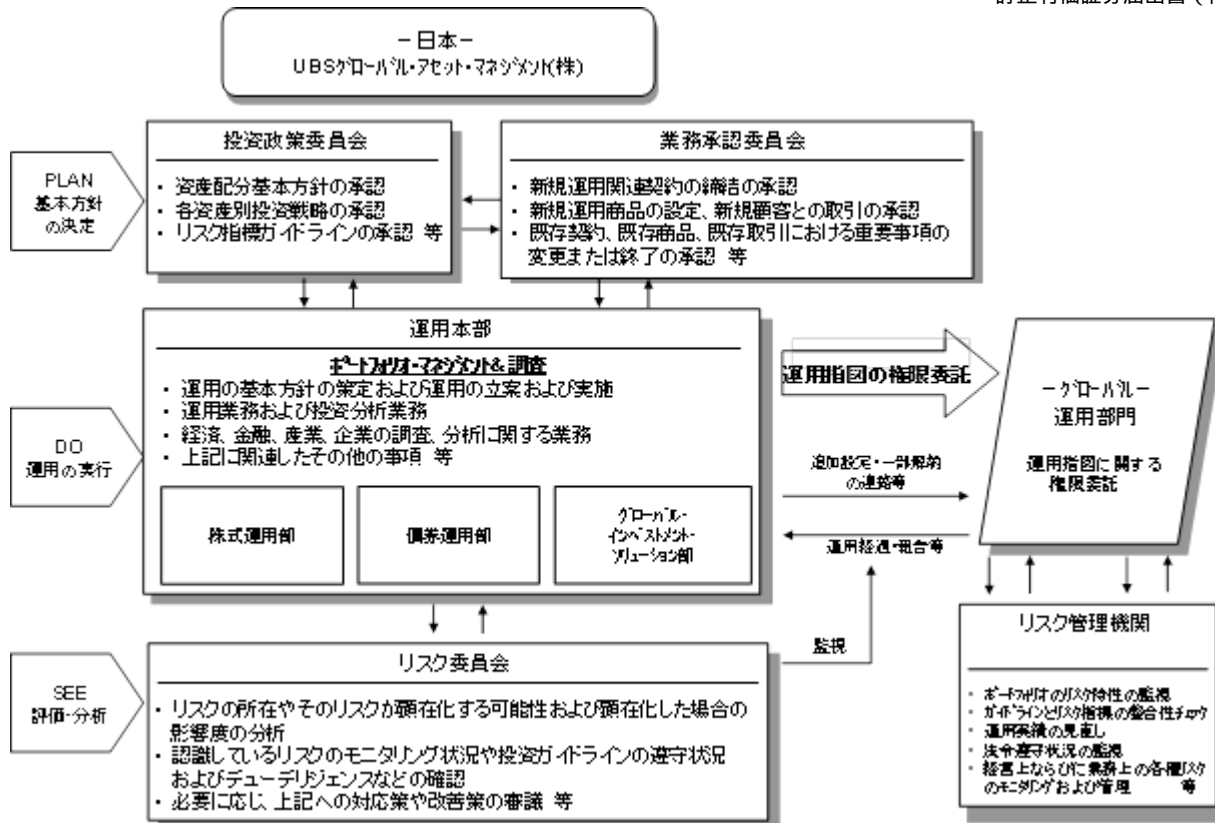 訂正有価証券届出書
－日本－
UBSグローバル・アセット・マネジメント(株)
PLAN
基本方針
の決定
投資政策委員会
・ 資産配分基本方針の承認
・ 各資産別投資戦略の承認
・ リスク指標ガイドラインの承認 等
業務承認委員会
・ 新規運用関連契約の締結の承認
・ 新規運用商品の設定、新規顧客との取引の承認
・ 既存契約、既存商品、既存取引における重要事項の
変更または終了の承認 等
DO
運用の実行
運用本部
ポートフォリオ・マネジメント&調査
・ 運用の基本方針の策定および運用の立案および実施
・ 運用業務および投資分析業務
・ 経済、金融、産業、企業の調査、分析に関する業務
・ 上記に関連したその他の事項 等
株式運用部
債券運用部
グローバル・
インベストメント・
ソリューション部
運用指図の権限委託
追加設定・一部解約
の連絡等
運用経過・報告等
－グローバル－
運用部門
運用指図に関する
権限委託
SEE
評価・分析
リスク委員会
・ リスクの所在やそのリスクが顕在化する可能性および顕在化した場合の
影響度の分析
・ 認識しているリスクのモニタリング状況や投資ガイドラインの遵守状況
およびデューデリジェンスなどの確認
・ 必要に応じ、上記への対応策や改善策の審議 等
監視
リスク管理機関
・ ポートフォリオのリスク特性の監視
・ ガイドラインとリスク指標の整合性チェック
・ 運用実績の見直し
・ 法令遵守状況の監視
・ 経営上ならびに業務上の各種リスク
のモニタリングおよび管理 等